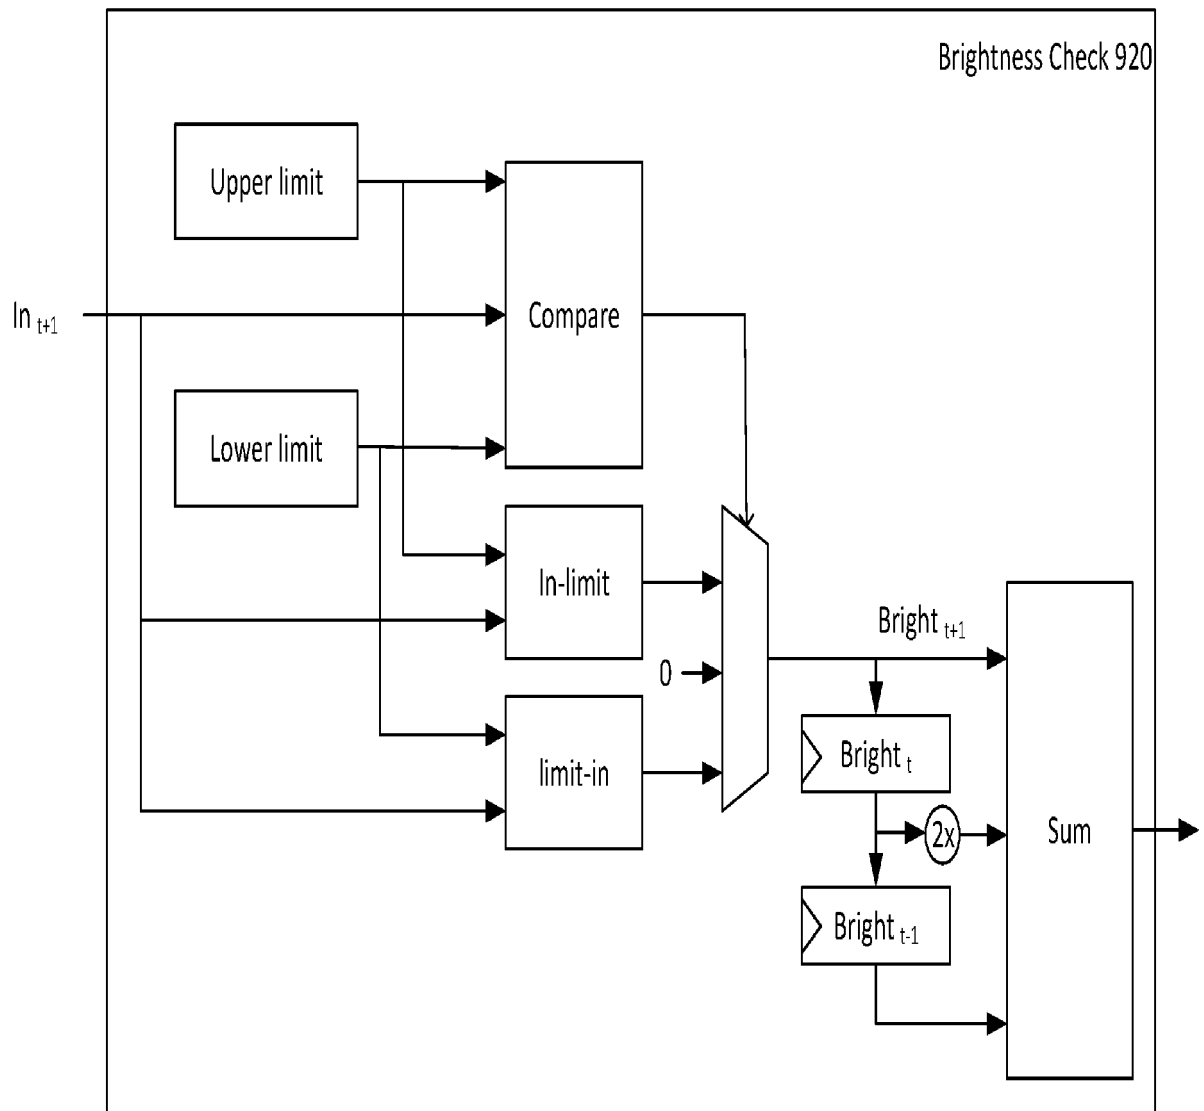 Brightness Check 920
Upper limit
In t+1
Compare
Lower limit
In-limit
0
limit-in
Bright t+1
Bright t
2x
Sum
Bright t-1